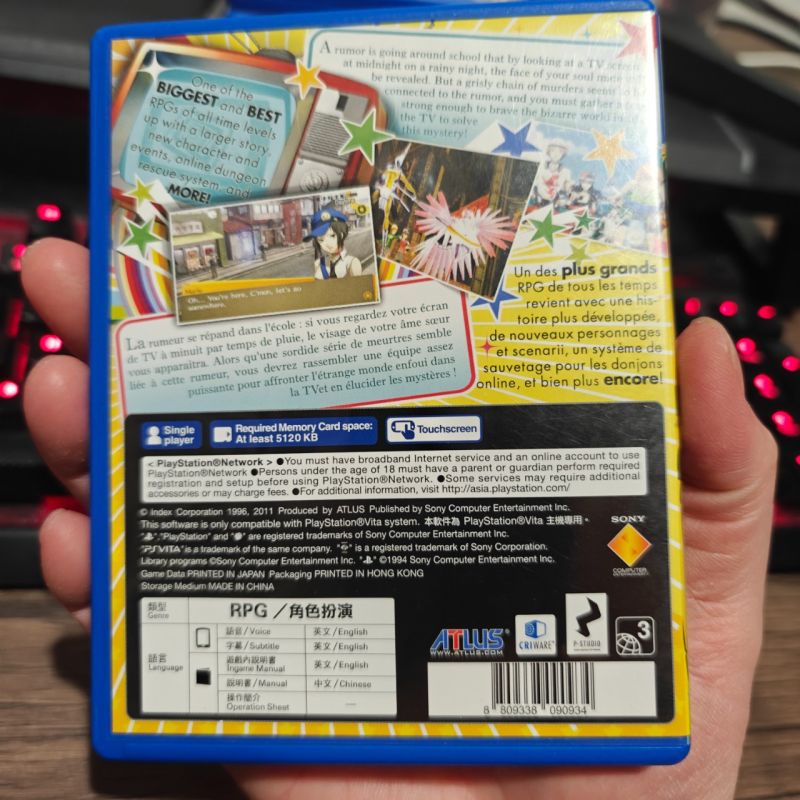 One of the
BIGGEST and BEST
RPGs of all time levels
up with a larger story,
new character and
events, online dungeon
rescue system, and
MORE!
A rumor is going around school that by looking at a TV screen
at midnight on a rainy night, the face of your soul
be revealed. But a grisly chain of murders seems to be
connected to the rumor, and you must gather a
strong enough to brave the bizarre world
the TV to solve
this mystery!
Marie
Oh... You're here. C'mon, let's go
somewhere.
Un des plus grands
RPG de tous les temps
revient avec une his-
toire plus développée,
de nouveaux personnages
et scenarii, un système de
sauvetage pour les donjons
online, et bien plus encore!
La rumeur se répand dans l'école : si vous regardez votre écran
de TV à minuit par temps de pluie, le visage de votre âme sœur
vous apparaitra. Alors qu'une sordide série de meurtres semble
liée à cette rumeur, vous devrez rassembler une équipe assez
puissante pour affronter l'étrange monde enfoui dans
la TVet en élucider les mystères !
Single
player
Required Memory Card space:
At least 5120 KB
Touchscreen
< PlayStation®Network > ●You must have broadband Internet service and an online account to use
PlayStation®Network ●Persons under the age of 18 must have a parent or guardian perform required
registration and setup before using PlayStation®Network. ●Some services may require additional
accessories or may charge fees. ●For additional information, visit http://asia.playstation.com/
© Index Corporation 1996, 2011 Produced by ATLUS Published by Sony Computer Entertainment Inc.
This software is only compatible with PlayStation®Vita system. 本軟件為 PlayStation®Vita 主機專用。
" ", "PlayStation" and " " are registered trademarks of Sony Computer Entertainment Inc.
"PSVITA" is a trademark of the same company. " " is a registered trademark of Sony Corporation.
Library programs ©Sony Computer Entertainment Inc. " " ©1994 Sony Computer Entertainment Inc.
Game Data PRINTED IN JAPAN Packaging PRINTED IN HONG KONG
Storage Medium MADE IN CHINA
SONY
COMPUTER
ENTERTAINMENT
類型
Genre
RPG／角色扮演
語言
Language
語音／Voice 英文／English
字幕／Subtitle 英文／English
遊戲內說明書
Ingame Manual 英文／English
說明書／Manual 中文／Chinese
操作簡介
Operation Sheet —
ATLUS®
WWW.ATLUS.COM
CRIWARE
P-STUDIO
3
8 809338 090934